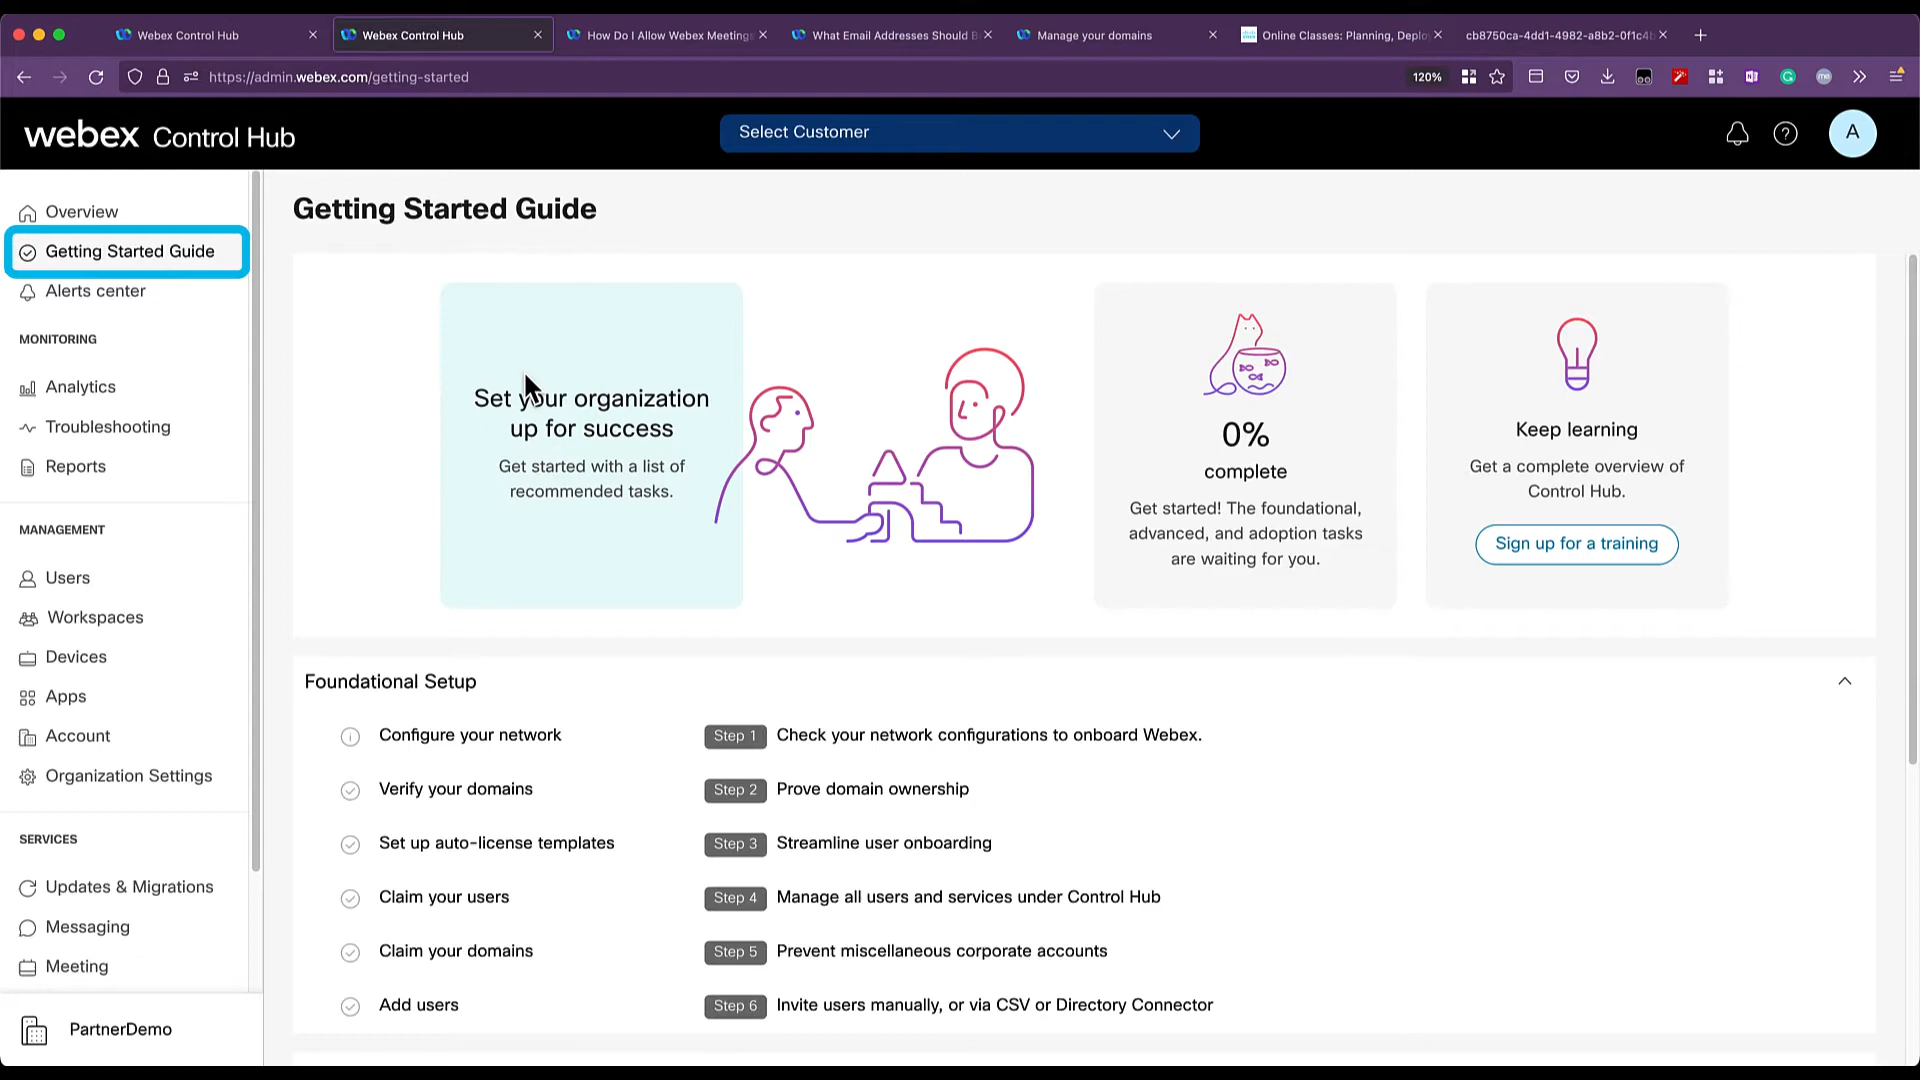 Webex Control Hub
Webex Control Hub
How Do I Allow Webex Meetings
What Email Addresses Should B
Manage your domains
Online Classes: Planning, Deplo
cb8750ca-4dd1-4982-a8b2-0f1c4b
https://admin.webex.com/getting-started
120%
webex Control Hub
Select Customer
A
Overview
Getting Started Guide
Alerts center
MONITORING
Analytics
Troubleshooting
Reports
MANAGEMENT
Users
Workspaces
Devices
Apps
Account
Organization Settings
SERVICES
Updates & Migrations
Messaging
Meeting
PartnerDemo
Getting Started Guide
Set your organization
up for success
Get started with a list of
recommended tasks.
0%
complete
Get started! The foundational,
advanced, and adoption tasks
are waiting for you.
Keep learning
Get a complete overview of
Control Hub.
Sign up for a training
Foundational Setup
Configure your network Step 1 Check your network configurations to onboard Webex.
Verify your domains Step 2 Prove domain ownership
Set up auto-license templates Step 3 Streamline user onboarding
Claim your users Step 4 Manage all users and services under Control Hub
Claim your domains Step 5 Prevent miscellaneous corporate accounts
Add users Step 6 Invite users manually, or via CSV or Directory Connector